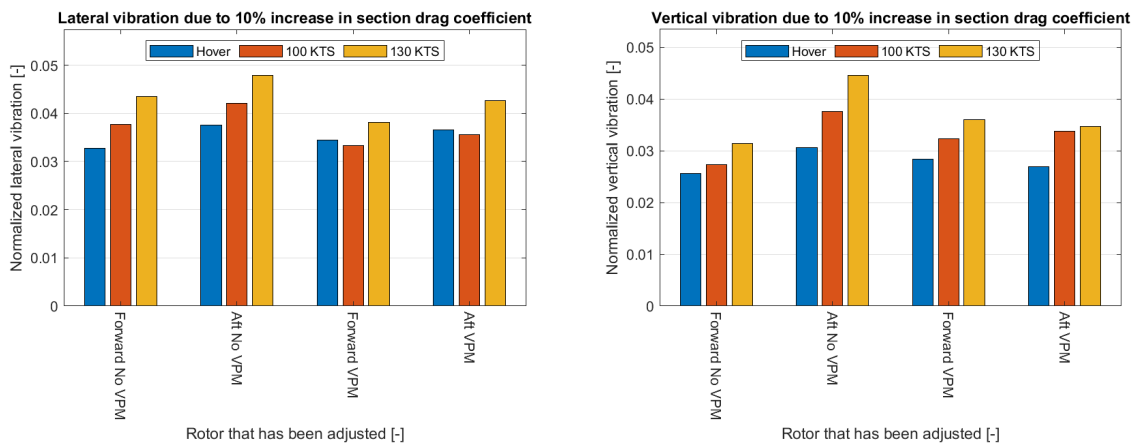 Lateral vibration due to 10% increase in section drag coefficient
Hover 100 KTS 130 KTS
Normalized lateral vibration [-]
0.05
0.04
0.03
0.02
0.01
0
Forward No VPM
Aft No VPM
Forward VPM
Aft VPM
Rotor that has been adjusted [-]
Vertical vibration due to 10% increase in section drag coefficient
Hover 100 KTS 130 KTS
Normalized vertical vibration [-]
0.05
0.04
0.03
0.02
0.01
0
Forward No VPM
Aft No VPM
Forward VPM
Aft VPM
Rotor that has been adjusted [-]